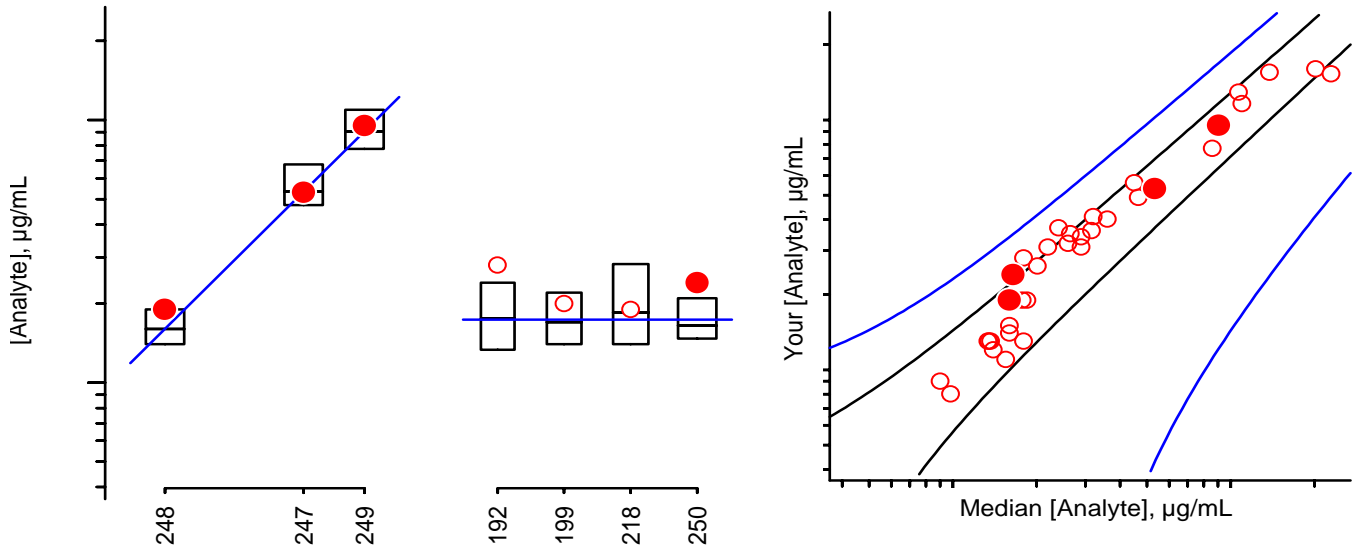 [Analyte], µg/mL
248
247
249
192
199
218
250
Your [Analyte], µg/mL
Median [Analyte], µg/mL